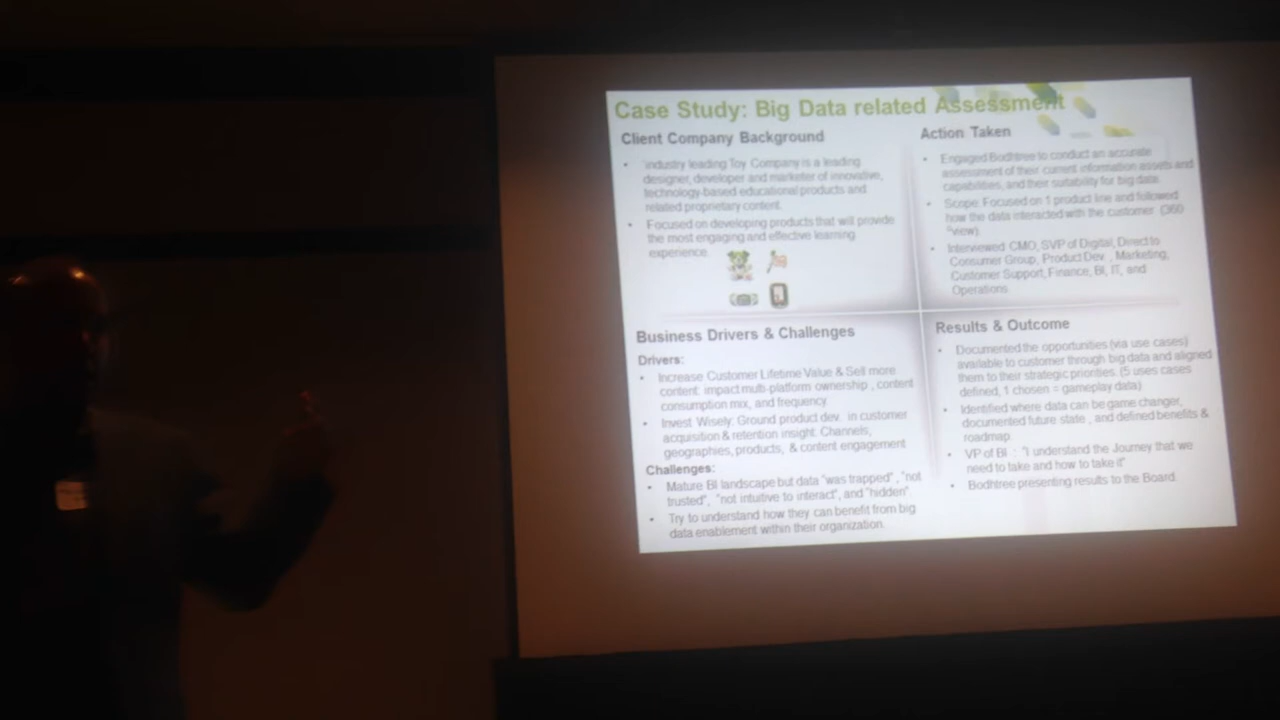 Case Study: Big Data related Assessment
Client Company Background
• Industry leading Toy Company is a leading
designer, developer and marketer of innovative,
technology-based educational products and
related proprietary content.
• Focused on developing products that will provide
the most engaging and effective learning
experience.
Action Taken
• Engaged Bodhtree to conduct an accurate
assessment of their current information assets and
capabilities, and their suitability for big data
• Scope: Focused on 1 product line and followed
how the data interacted with the customer (360
°view).
• Interviewed CMO, SVP of Digital, Direct to
Consumer Group, Product Dev., Marketing,
Customer Support, Finance, BI, IT, and
Operations.
Business Drivers & Challenges
Drivers:
• Increase Customer Lifetime Value & Sell more
content: impact multi-platform ownership , content
consumption mix, and frequency
• Invest Wisely: Ground product dev. in customer
acquisition & retention insight: Channels,
geographies, products, & content engagement
Challenges:
• Mature BI landscape but data "was trapped" , "not
trusted", "not intuitive to interact", and "hidden"
• Try to understand how they can benefit from big
data enablement within their organization.
Results & Outcome
• Documented the opportunities (via use cases)
available to customer through big data and aligned
them to their strategic priorities. (5 uses cases
defined, 1 chosen = gameplay data)
• Identified where data can be game changer,
documented future state , and defined benefits &
roadmap.
• VP of BI : "I understand the Journey that we
need to take and how to take it"
• Bodhtree presenting results to the Board.